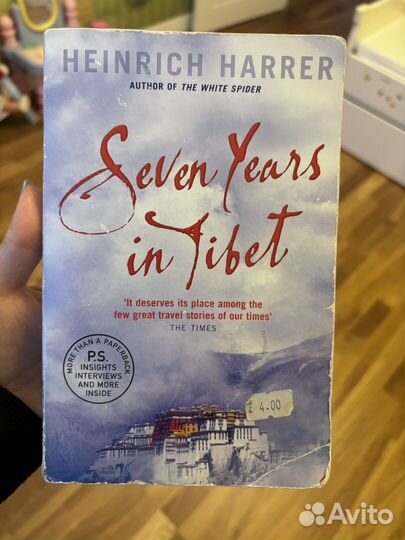 HEINRICH HARRER
AUTHOR OF THE WHITE SPIDER
Seven Years
in Tibet
'It deserves its place among the
few great travel stories of our times'
THE TIMES
MORE THAN A PAPERBACK
P.S.
INSIGHTS
INTERVIEWS
AND MORE
INSIDE
£ 4.00
Avito